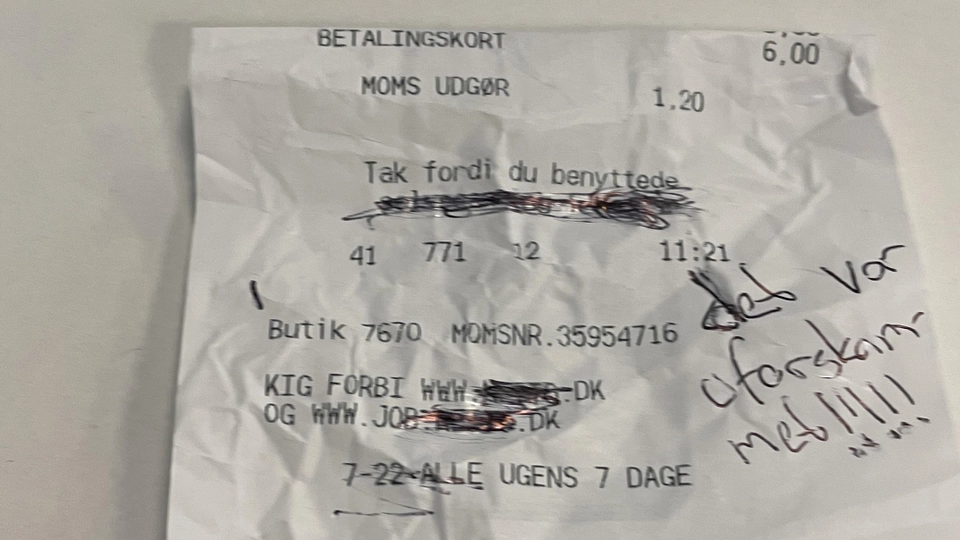 BETALINGSKORT
6,00
MOMS UDGØR 1,20
Tak fordi du benyttede
41 771 12 11:21
Butik 7670 MOMSNR.35954716
KIG FORBI WWW. .DK
OG WWW.JOB .DK
7-22 ALLE UGENS 7 DAGE
det var
uforskam-
met!!!!!